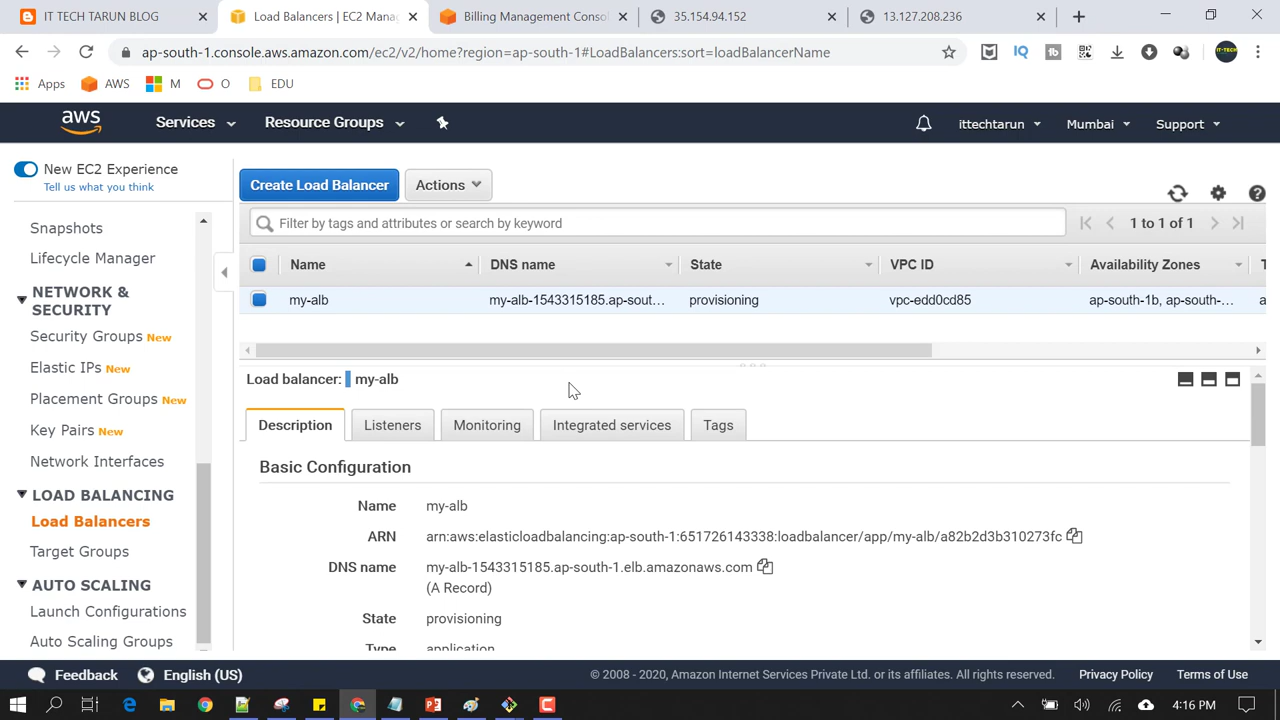 IT TECH TARUN BLOG
Load Balancers | EC2 Mana
Billing Management Conso
35.154.94.152
13.127.208.236
ap-south-1.console.aws.amazon.com/ec2/v2/home?region=ap-south-1#LoadBalancers:sort=loadBalancerName
Apps
AWS
M
O
EDU
aws
Services
Resource Groups
ittechtarun
Mumbai
Support
New EC2 Experience
Tell us what you think
Snapshots
Lifecycle Manager
NETWORK &
SECURITY
Security Groups New
Elastic IPs New
Placement Groups New
Key Pairs New
Network Interfaces
LOAD BALANCING
Load Balancers
Target Groups
AUTO SCALING
Launch Configurations
Auto Scaling Groups
Create Load Balancer
Actions
Filter by tags and attributes or search by keyword
1 to 1 of 1
Name
DNS name
State
VPC ID
Availability Zones
my-alb
my-alb-1543315185.ap-sout...
provisioning
vpc-edd0cd85
ap-south-1b, ap-south-...
Load balancer: my-alb
Description
Listeners
Monitoring
Integrated services
Tags
Basic Configuration
Name my-alb
ARN arn:aws:elasticloadbalancing:ap-south-1:651726143338:loadbalancer/app/my-alb/a82b2d3b310273fc
DNS name my-alb-1543315185.ap-south-1.elb.amazonaws.com
(A Record)
State provisioning
Type application
Feedback
English (US)
© 2008 - 2020, Amazon Internet Services Private Ltd. or its affiliates. All rights reserved.
Privacy Policy
Terms of Use
4:16 PM